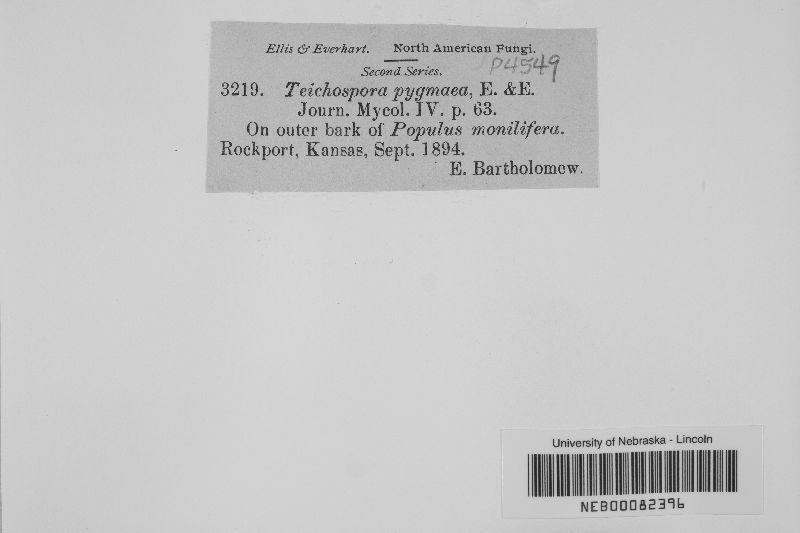 Ellis & Everhart. North American Fungi.
P4549
Second Series.
3219. Teichospora pygmaea, E. &E.
Journ. Mycol. IV. p. 63.
On outer bark of Populus monilifera.
Rockport, Kansas, Sept. 1894.
E. Bartholomew.
University of Nebraska - Lincoln
NEB00082396